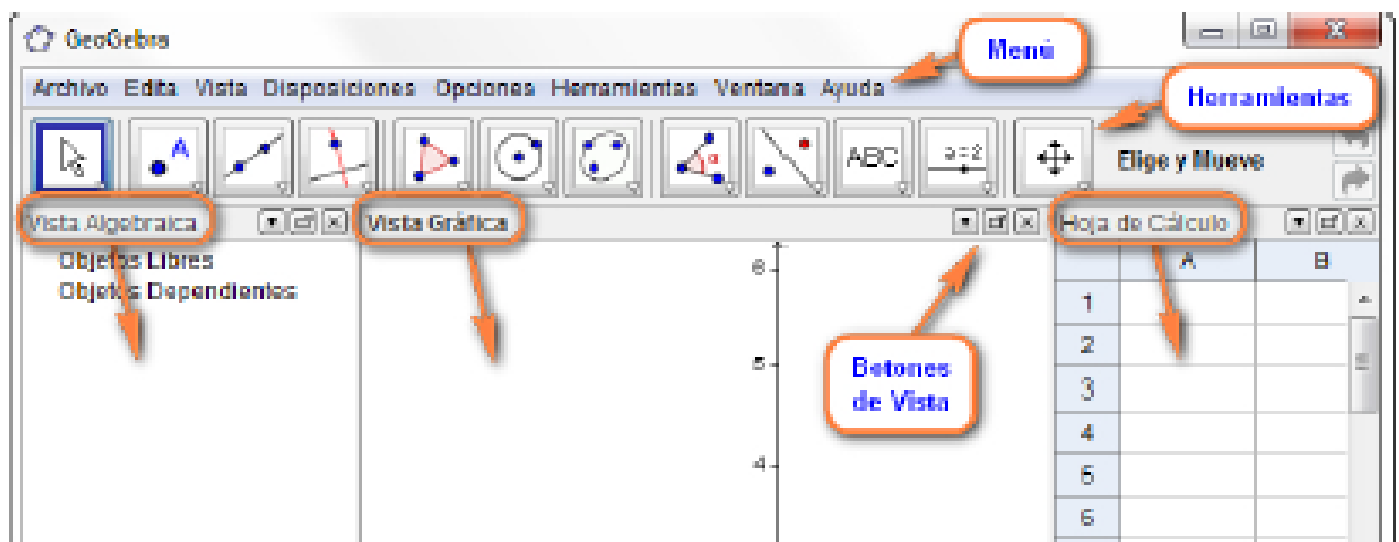 GeoGebra
Menú
Archivo Edita Vista Disposiciones Opciones Herramientas Ventana Ayuda
Herramientas
A
α
ABC
a=2
Elige y Mueve
Vista Algebraica
Vista Gráfica
Hoja de Cálculo
Objetos Libres
Objetos Dependientes
6
5
4
Botones
de Vista
A B
1
2
3
4
5
6